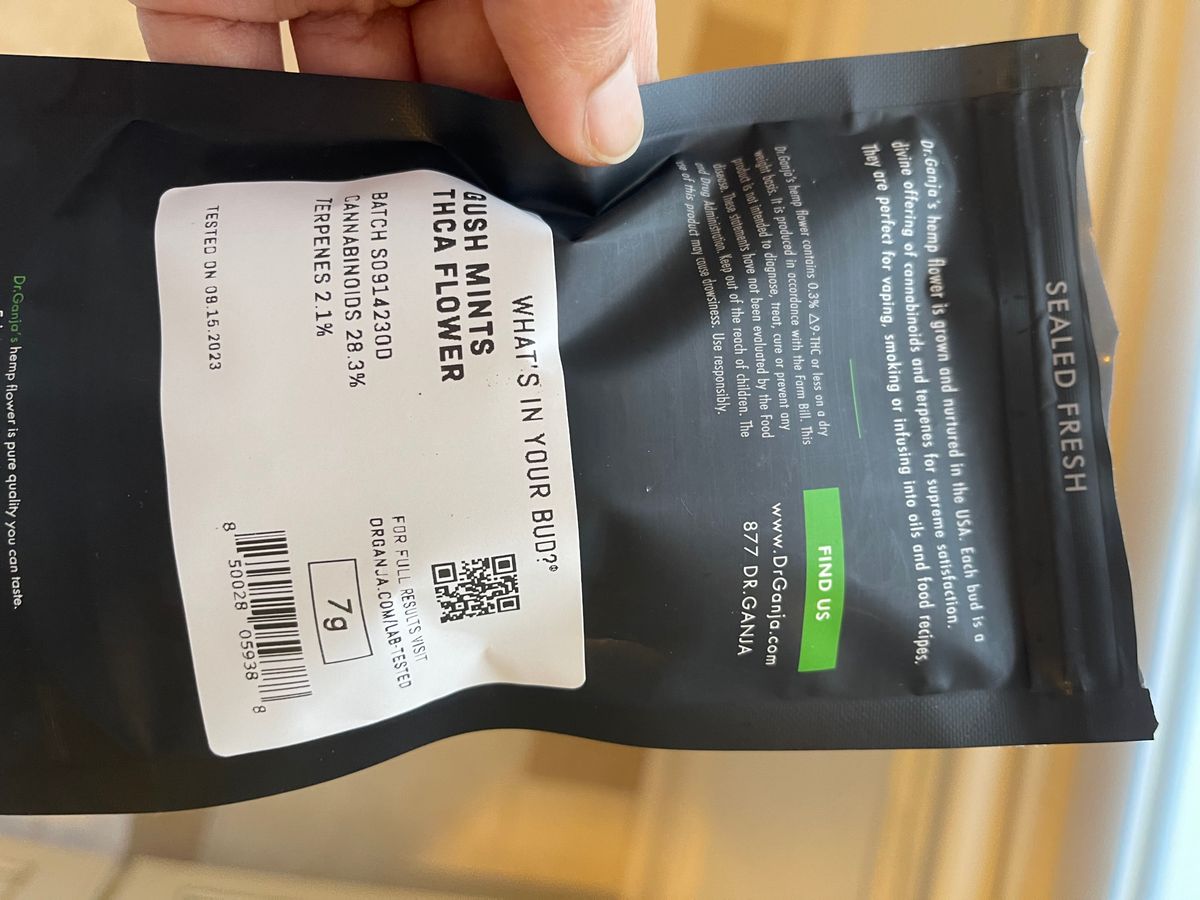 SEALED FRESH
Dr.Ganja's hemp flower is grown and nurtured in the USA. Each bud is a
divine offering of cannabinoids and terpenes for supreme satisfaction.
They are perfect for vaping, smoking or infusing into oils and food recipes.
Dr.Ganja's hemp flower contains 0.3% Δ9-THC or less on a dry
weight basis. It is produced in accordance with the Farm Bill. This
product is not intended to diagnose, treat, cure or prevent any
disease. These statements have not been evaluated by the Food
and Drug Administration. Keep out of the reach of children. The
use of this product may cause drowsiness. Use responsibly.
FIND US
www.DrGanja.com
877 DR.GANJA
WHAT'S IN YOUR BUD?®
GUSH MINTS
THCA FLOWER
BATCH S091423OD
CANNABINOIDS 28.3%
TERPENES 2.1%
TESTED ON 09.15.2023
FOR FULL RESULTS VISIT
DRGANJA.COM/LAB-TESTED
7g
8 50028 05938 8
Dr.Ganja's hemp flower is pure quality you can taste.